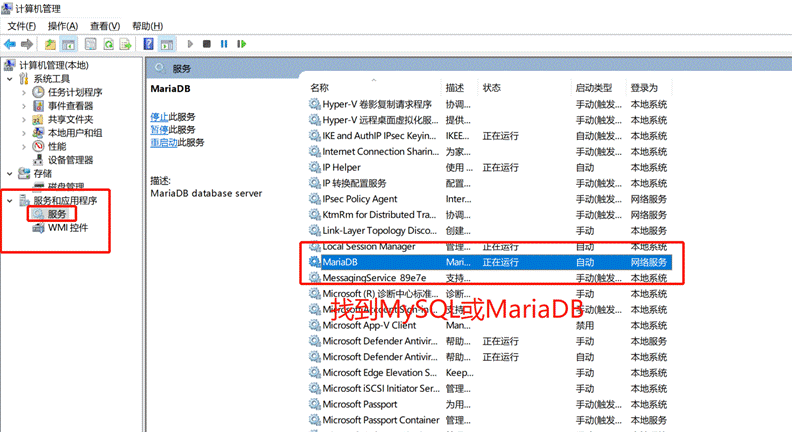 计算机管理
文件(F) 操作(A) 查看(V) 帮助(H)
计算机管理(本地)
系统工具
任务计划程序
事件查看器
共享文件夹
本地用户和组
性能
设备管理器
存储
磁盘管理
服务和应用程序
服务
WMI 控件
服务
MariaDB
停止此服务
暂停此服务
重启动此服务
描述:
MariaDB database server
名称 描述 状态 启动类型 登录为
Hyper-V 卷影复制请求程序 协调... 手动(触发... 本地系统
Hyper-V 远程桌面虚拟化服... 提供... 手动(触发... 本地系统
IKE and AuthIP IPsec Keyin... IKEE... 正在运行 自动(触发... 本地系统
Internet Connection Sharin... 为家... 手动(触发... 本地系统
IP Helper 使用 ... 正在运行 自动 本地系统
IP 转换配置服务 配置... 手动(触发... 本地系统
IPsec Policy Agent Inter... 手动(触发... 网络服务
KtmRm for Distributed Tra... 协调... 手动(触发... 网络服务
Link-Layer Topology Disco... 创建... 手动 本地服务
Local Session Manager 管理... 正在运行 自动 本地系统
MariaDB Mari... 正在运行 自动 网络服务
MessagingService_89e7e 支持... 手动(触发... 本地系统
Microsoft (R) 诊断中心标准... 诊断... 手动 本地系统
Microsoft Account Sign-in ... 支持... 手动(触发... 本地系统
找到MySQL或MariaDB
Microsoft App-V Client Man... 禁用 本地系统
Microsoft Defender Antivir... 帮助... 正在运行 手动 本地服务
Microsoft Defender Antivir... 帮助... 正在运行 自动 本地系统
Microsoft Edge Elevation S... Keep... 手动 本地系统
Microsoft iSCSI Initiator Ser... 管理... 手动 本地系统
Microsoft Passport 为用... 手动(触发... 本地系统
Microsoft Passport Container 管理... 手动(触发... 本地服务